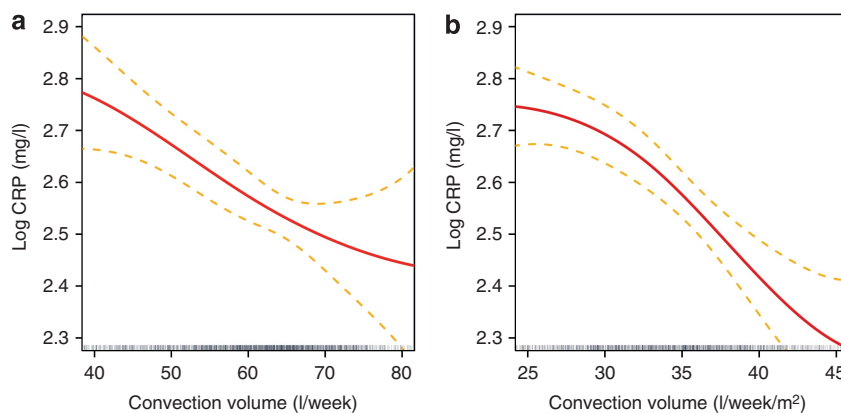 a
2.9
2.8
2.7
2.6
2.5
2.4
2.3
Log CRP (mg/l)
40 50 60 70 80
Convection volume (l/week)
b
2.9
2.8
2.7
2.6
2.5
2.4
2.3
Log CRP (mg/l)
25 30 35 40 45
Convection volume (l/week/m²)